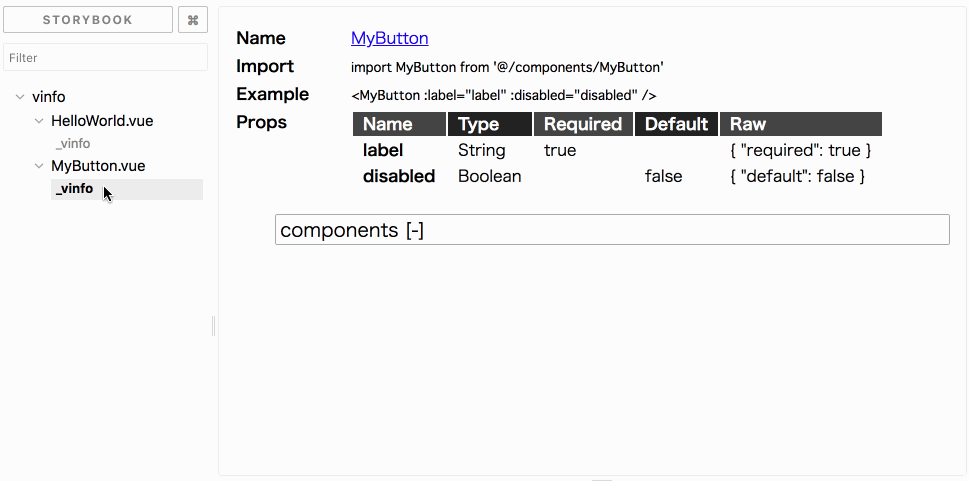 STORYBOOK ⌘
Filter
vinfo
HelloWorld.vue
_vinfo
MyButton.vue
_vinfo
Name MyButton
Import import MyButton from '@/components/MyButton'
Example <MyButton :label="label" :disabled="disabled" />
Props Name Type Required Default Raw
label String true { "required": true }
disabled Boolean false { "default": false }
components [-]